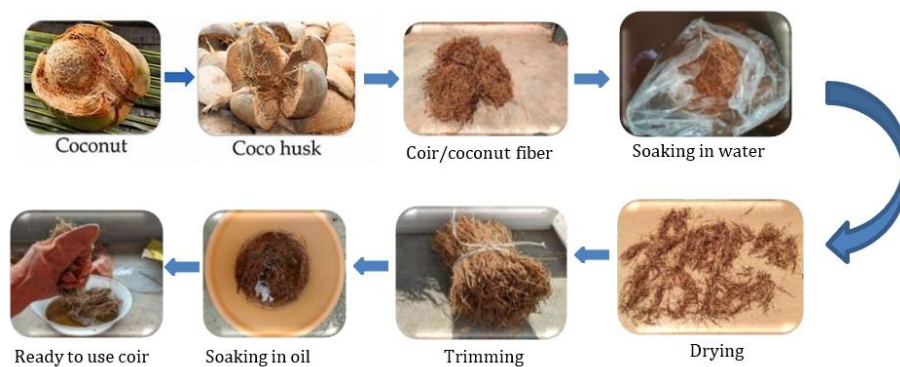 Coconut
Coco husk
Coir/coconut fiber
Soaking in water
Drying
Trimming
Soaking in oil
Ready to use coir